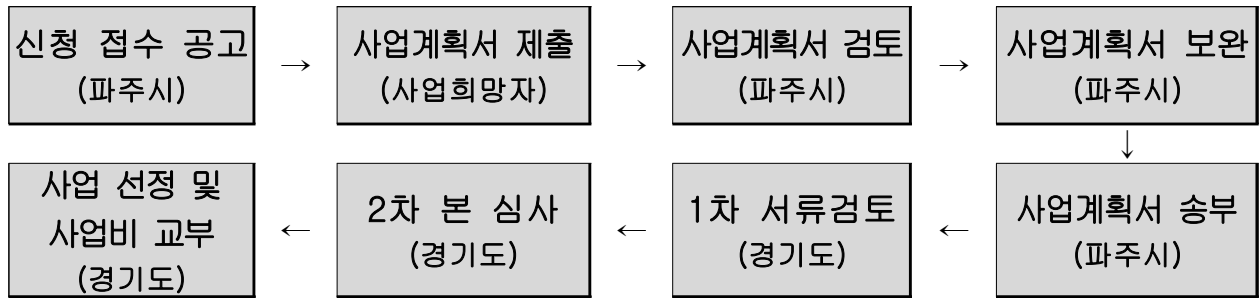 신청 접수 공고
(파주시)
→
사업계획서 제출
(사업희망자)
→
사업계획서 검토
(파주시)
→
사업계획서 보완
(파주시)
↓
사업계획서 송부
(파주시)
←
1차 서류검토
(경기도)
←
2차 본 심사
(경기도)
←
사업 선정 및
사업비 교부
(경기도)